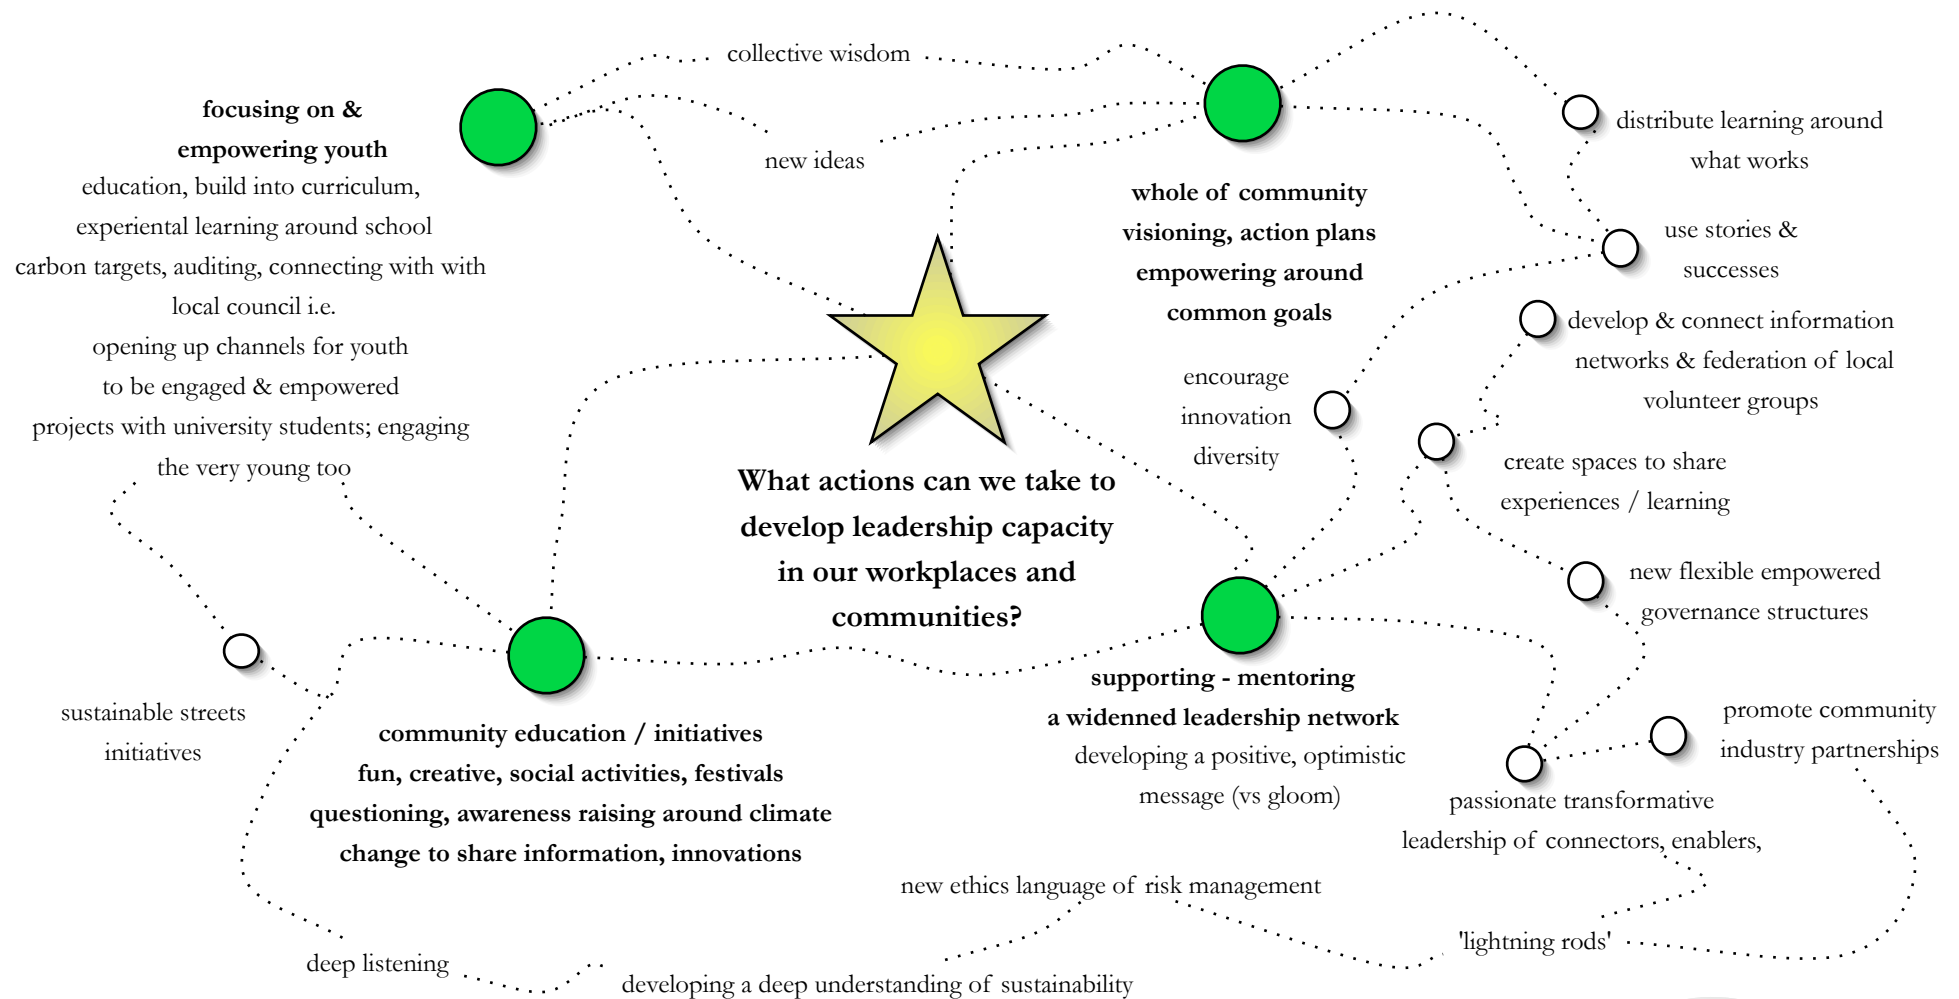 collective wisdom
new ideas
focusing on &
empowering youth
education, build into curriculum,
experiental learning around school
carbon targets, auditing, connecting with with
local council i.e.
opening up channels for youth
to be engaged & empowered
projects with university students; engaging
the very young too
whole of community
visioning, action plans
empowering around
common goals
distribute learning around
what works
use stories &
successes
develop & connect information
networks & federation of local
volunteer groups
encourage
innovation
diversity
create spaces to share
experiences / learning
What actions can we take to
develop leadership capacity
in our workplaces and
communities?
new flexible empowered
governance structures
sustainable streets
initiatives
community education / initiatives
fun, creative, social activities, festivals
questioning, awareness raising around climate
change to share information, innovations
supporting - mentoring
a widenned leadership network
developing a positive, optimistic
message (vs gloom)
promote community
industry partnerships
passionate transformative
leadership of connectors, enablers,
new ethics language of risk management
'lightning rods'
deep listening
developing a deep understanding of sustainability